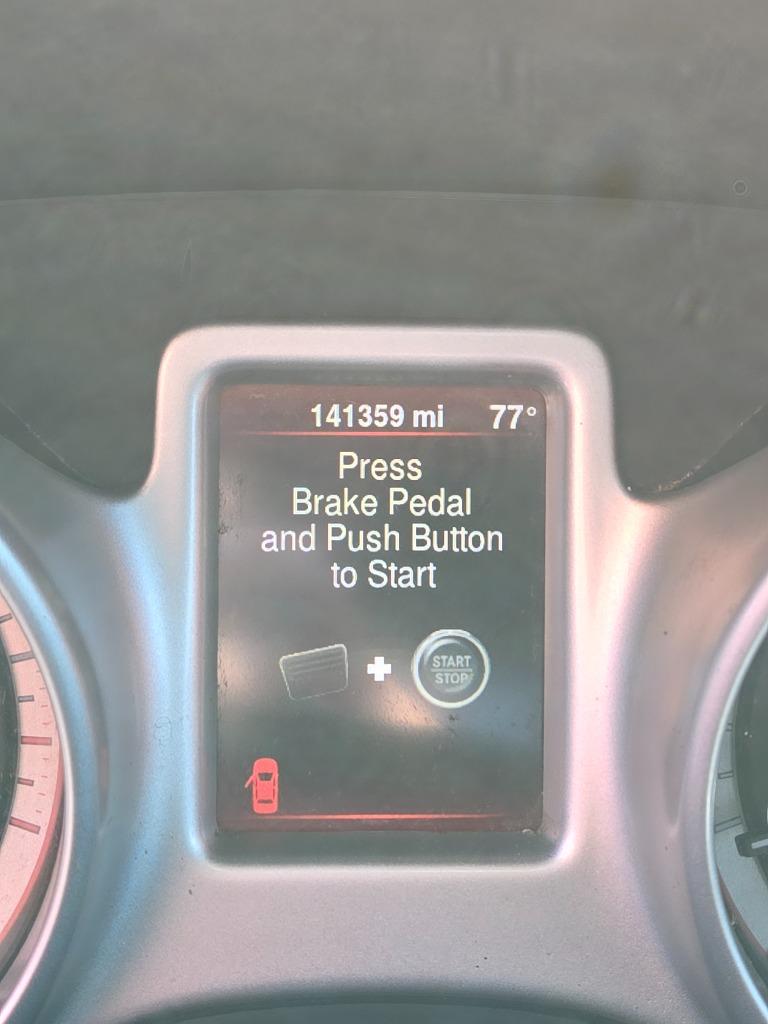 141359 mi 77°
Press
Brake Pedal
and Push Button
to Start
START
STOP